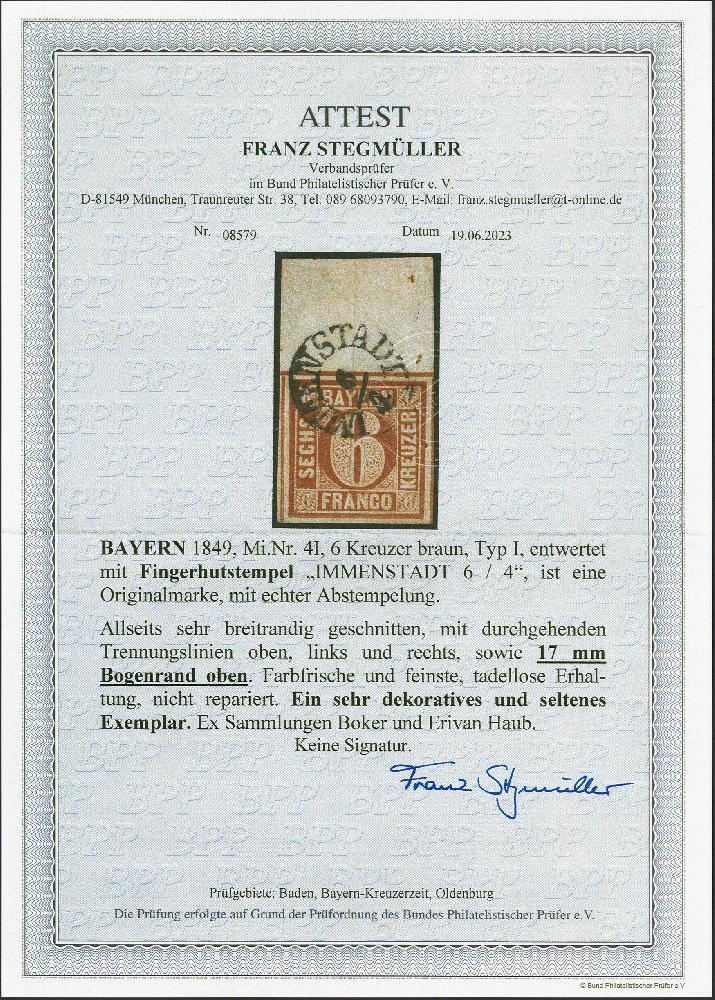 ATTEST
FRANZ STEGMÜLLER
Verbandsprüfer
im Bund Philatelistischer Prüfer e. V.
D-81549 München, Traunreuter Str. 38, Tel. 089 68093790, E-Mail: franz.stegmueller@t-online.de
Nr. 08579 Datum 19.06.2023
IMMENSTADT
6 / 4
BAYERN
SECHS
6
KREUZER
FRANCO
BAYERN 1849, Mi.Nr. 4I, 6 Kreuzer braun, Typ I, entwertet
mit Fingerhutstempel „IMMENSTADT 6 / 4“, ist eine
Originalmarke, mit echter Abstempelung.
Allseits sehr breitrandig geschnitten, mit durchgehenden
Trennungslinien oben, links und rechts, sowie 17 mm
Bogenrand oben. Farbfrische und feinste, tadellose Erhal-
tung, nicht repariert. Ein sehr dekoratives und seltenes
Exemplar. Ex Sammlungen Boker und Erivan Haub.
Keine Signatur.
Franz Stegmüller
Prüfgebiete: Baden, Bayern-Kreuzerzeit, Oldenburg
Die Prüfung erfolgte auf Grund der Prüfordnung des Bundes Philatelistischer Prüfer e.V.
© Bund Philatelistischer Prüfer e.V.